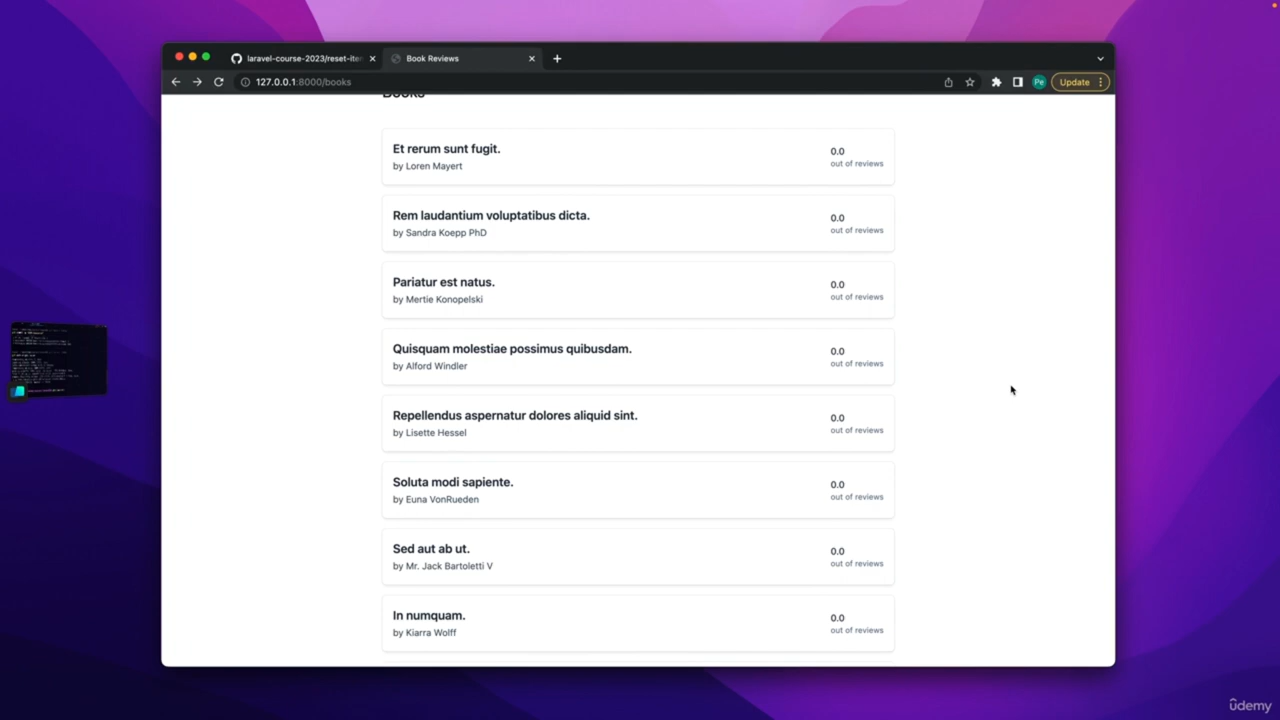 laravel-course-2023/reset-iter
Book Reviews
127.0.0.1:8000/books
Pe
Update
Books
Et rerum sunt fugit.
by Loren Mayert
0.0
out of reviews
Rem laudantium voluptatibus dicta.
by Sandra Koepp PhD
0.0
out of reviews
Pariatur est natus.
by Mertie Konopelski
0.0
out of reviews
Quisquam molestiae possimus quibusdam.
by Alford Windler
0.0
out of reviews
Repellendus aspernatur dolores aliquid sint.
by Lisette Hessel
0.0
out of reviews
Soluta modi sapiente.
by Euna VonRueden
0.0
out of reviews
Sed aut ab ut.
by Mr. Jack Bartoletti V
0.0
out of reviews
In numquam.
by Kiarra Wolff
0.0
out of reviews
ûdemy